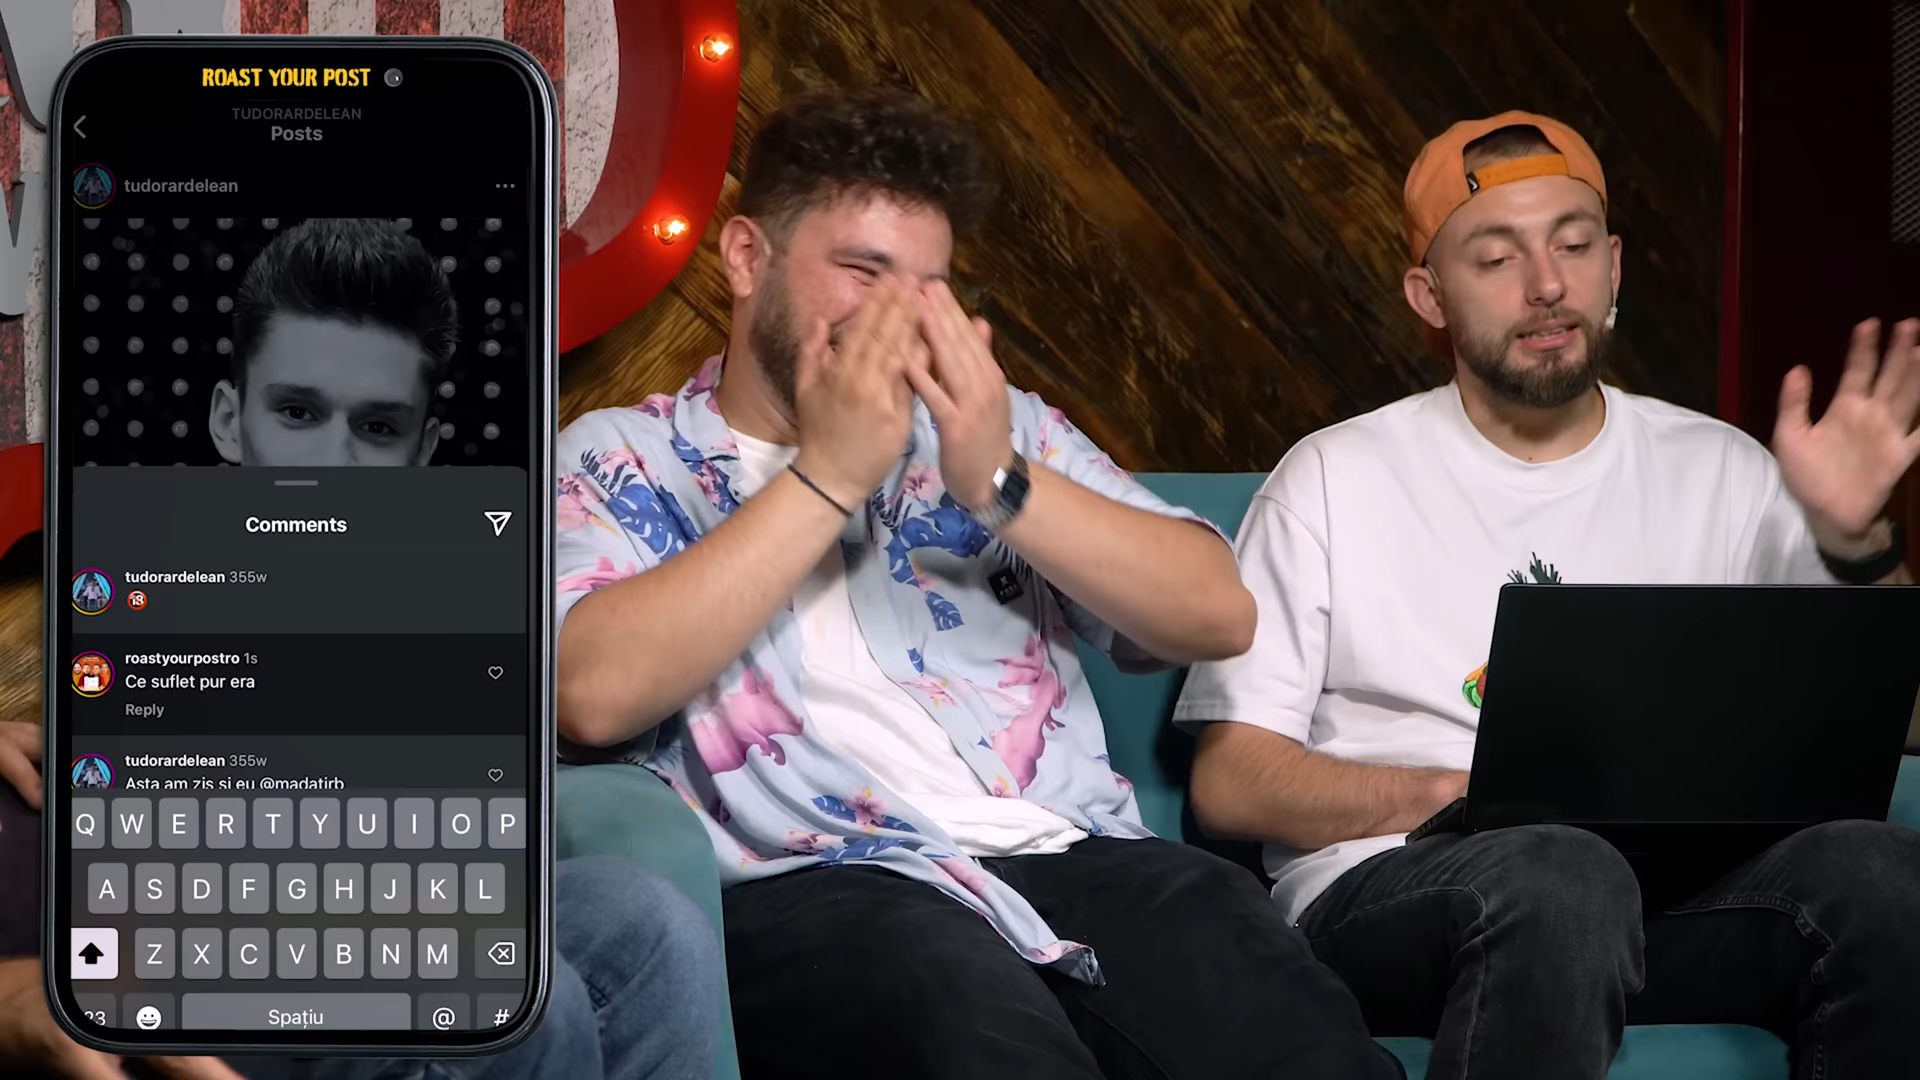 ROAST YOUR POST
TUDORARDELEAN
Posts
tudorardelean
Comments
tudorardelean 355w
🔞
roastyourpostro 1s
Ce suflet pur era
Reply
tudorardelean 355w
Asta am zis si eu @madatirb
Q W E R T Y U I O P
A S D F G H J K L
Z X C V B N M
23 Spațiu @ #